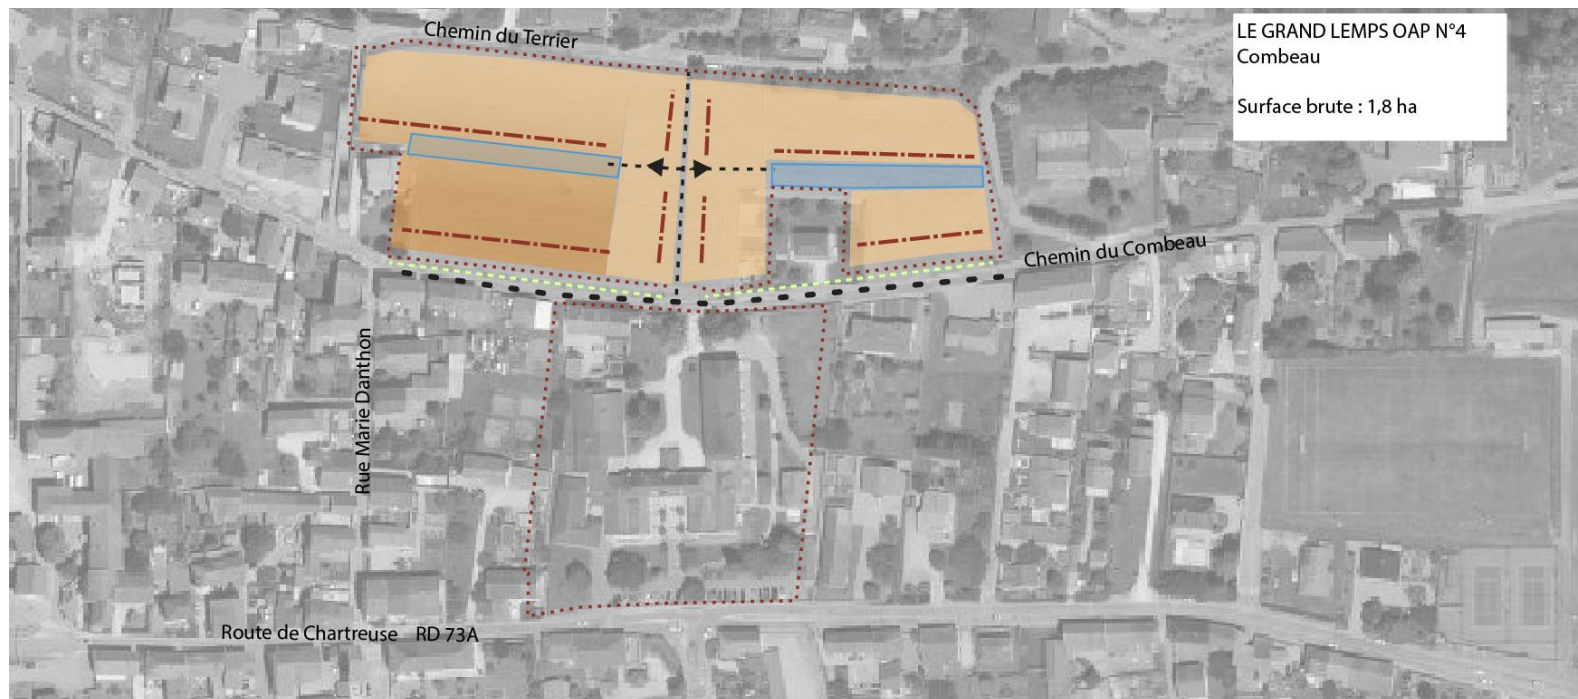 Chemin du Terrier
LE GRAND LEMPS OAP N°4
Combeau
Surface brute : 1,8 ha
Chemin du Combeau
Rue Marie Danthon
Route de Chartreuse RD 73A